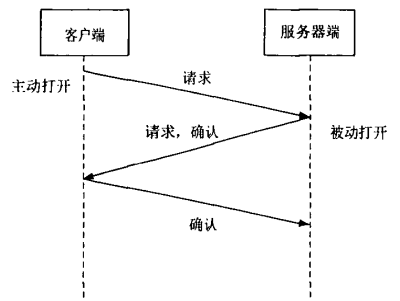 客户端
服务器端
主动打开
请求
请求，确认
被动打开
确认